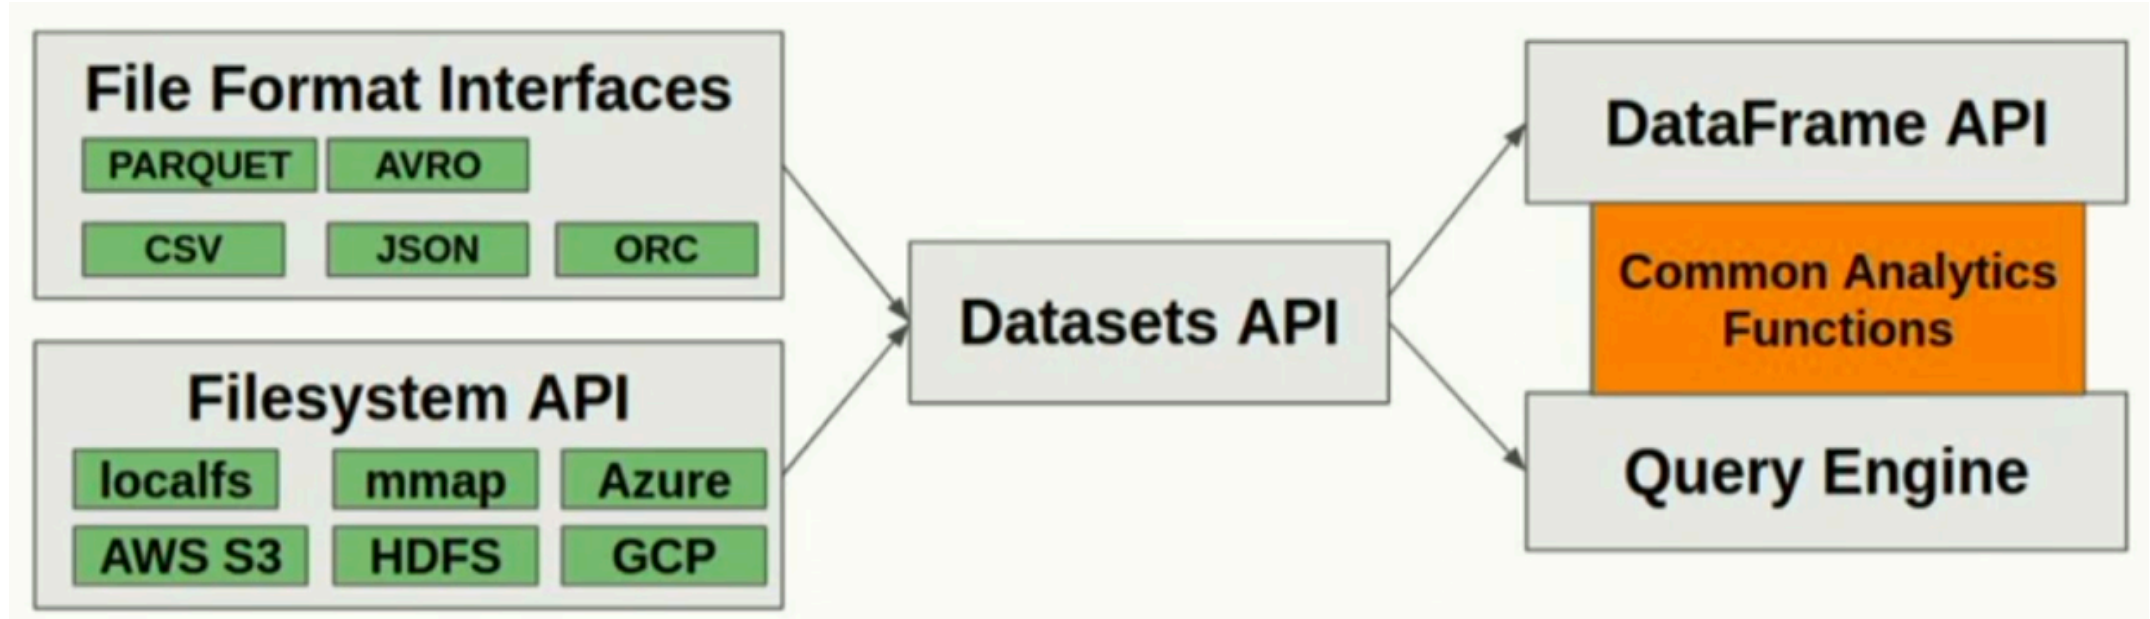 File Format Interfaces
PARQUET AVRO
CSV JSON ORC
Filesystem API
localfs mmap Azure
AWS S3 HDFS GCP
Datasets API
DataFrame API
Common Analytics
Functions
Query Engine